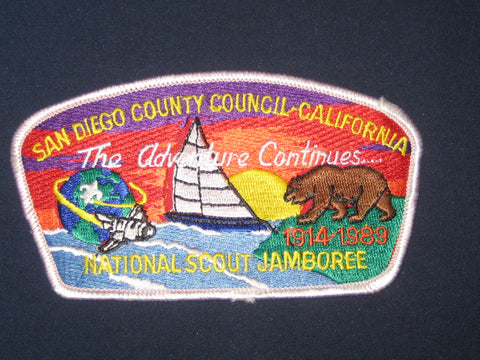 SAN DIEGO COUNTY COUNCIL-CALIFORNIA
The Adventure Continues....
1914-1989
NATIONAL SCOUT JAMBOREE